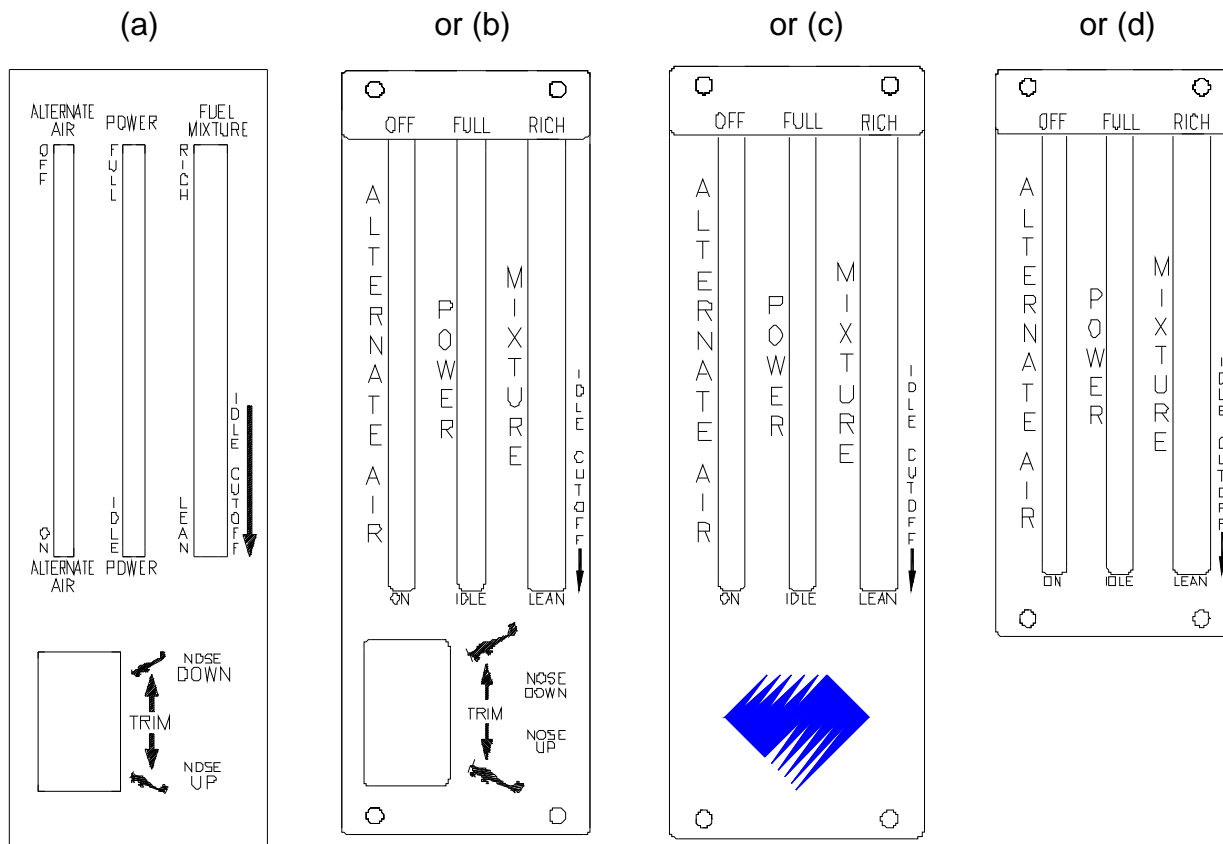 (a)
ALTERNATE AIR
POWER
FUEL MIXTURE
OFF
FULL
RICH
ON
IDLE
LEAN
IDLE CUTOFF
ALTERNATE AIR
POWER
NOSE DOWN
TRIM
NOSE UP
or (b)
OFF FULL RICH
ALTERNATE AIR
POWER
MIXTURE
IDLE CUTOFF
ON IDLE LEAN
NOSE DOWN
TRIM
NOSE UP
or (c)
OFF FULL RICH
ALTERNATE AIR
POWER
MIXTURE
IDLE CUTOFF
ON IDLE LEAN
or (d)
OFF FULL RICH
ALTERNATE AIR
POWER
MIXTURE
IDLE CUTOFF
ON IDLE LEAN